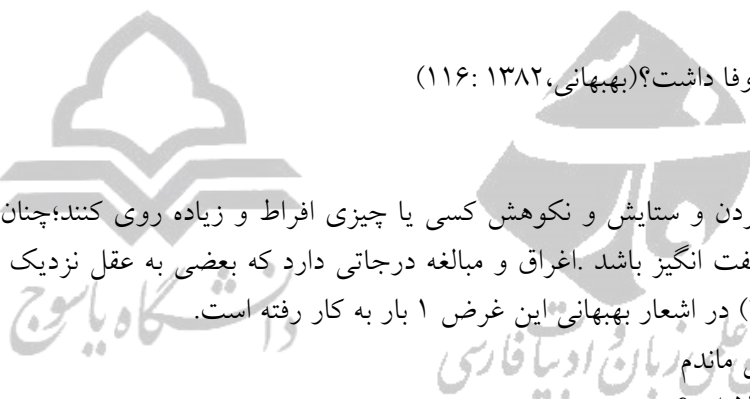 وفا داشت؟(بهبهانی،۱۳۸۲ :۱۱۶)
ردن و ستایش و نکوهش کسی یا چیزی افراط و زیاده روی کنند؛چنان
فت انگیز باشد .اغراق و مبالغه درجاتی دارد که بعضی به عقل نزدیک
) در اشعار بهبهانی این غرض ۱ بار به کار رفته است.
ماندم
دانشگاه یاسوج
علمی زبان و ادبیات فارسی